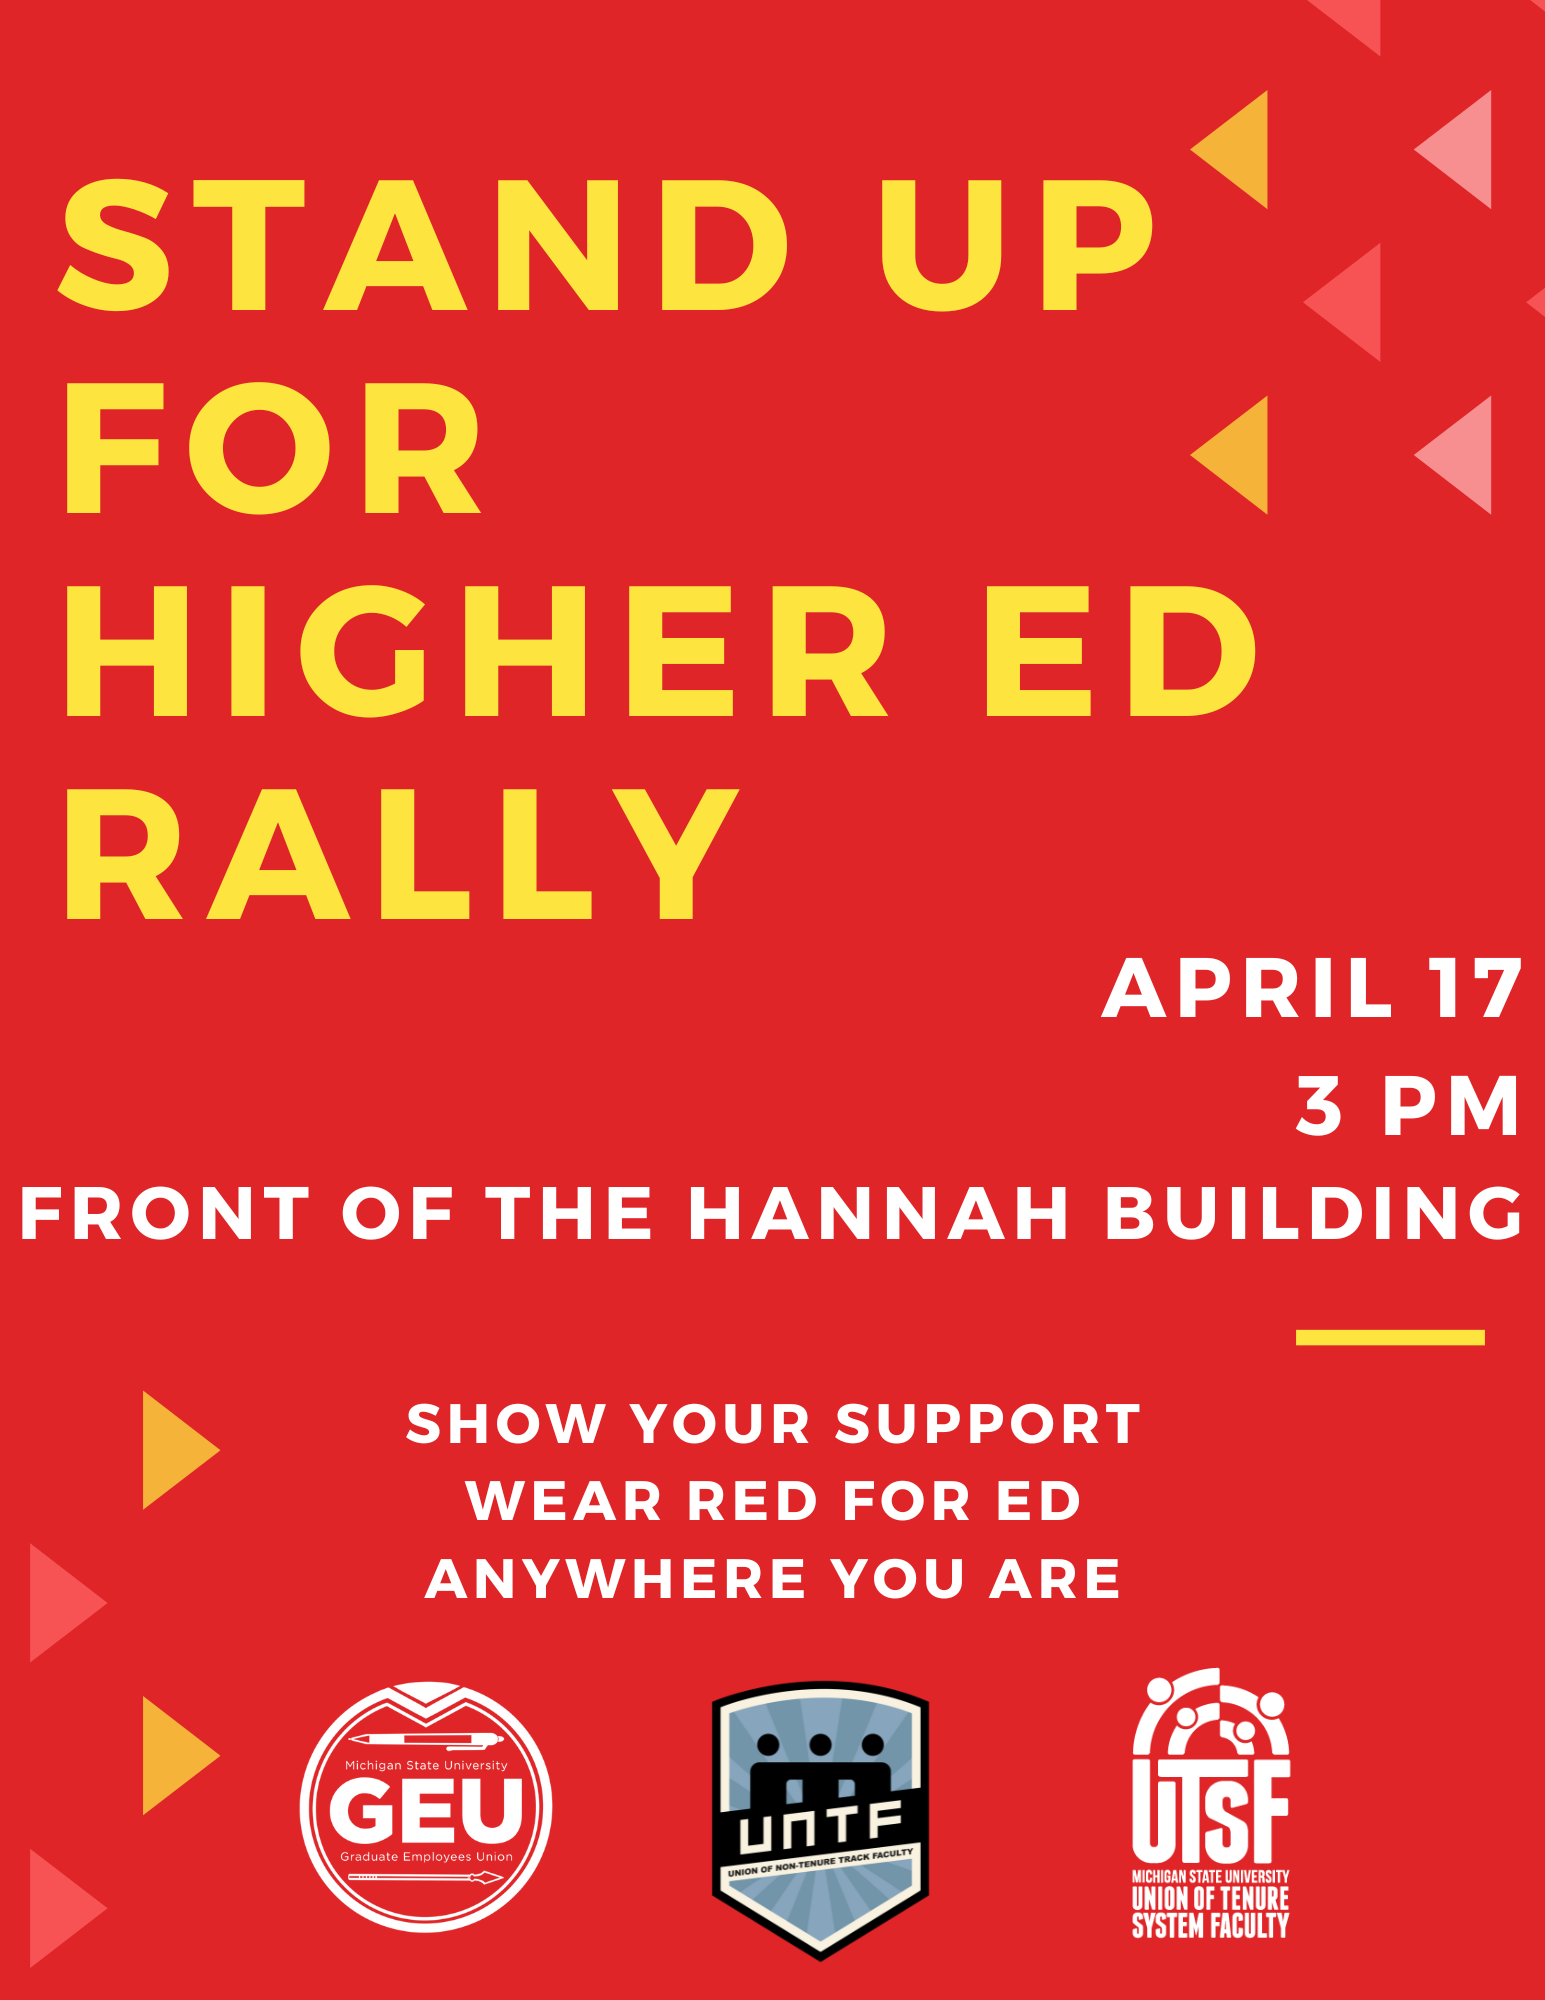 STAND UP
FOR
HIGHER ED
RALLY
APRIL 17
3 PM
FRONT OF THE HANNAH BUILDING
SHOW YOUR SUPPORT
WEAR RED FOR ED
ANYWHERE YOU ARE
Michigan State University
GEU
Graduate Employees Union
UNTF
UNION OF NON-TENURE TRACK FACULTY
UTSF
MICHIGAN STATE UNIVERSITY
UNION OF TENURE
SYSTEM FACULTY